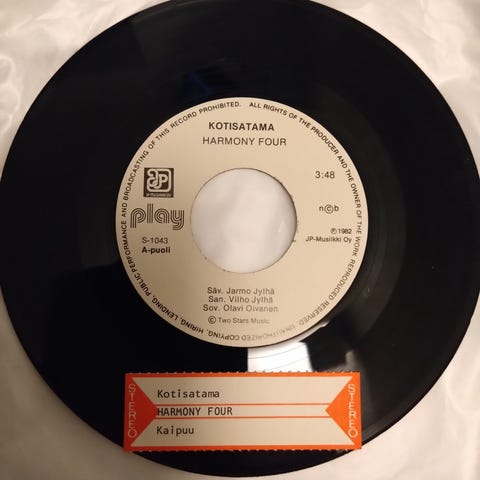 ALL RIGHTS OF THE PRODUCER AND THE OWNER OF THE WORK REPRODUCED RESERVED. UNAUTHORIZED COPYING, HIRING, LENDING, PUBLIC PERFORMANCE AND BROADCASTING OF THIS RECORD PROHIBITED.
KOTISATAMA
HARMONY FOUR
3:48
JP
play
n©b
S-1043
A-puoli
℗ 1982
JP-Musiikki Oy
Säv. Jarmo Jylhä
San. Vilho Jylhä
Sov. Olavi Oivanen
© Two Stars Music
STEREO
Kotisatama
HARMONY FOUR
Kaipuu
STEREO